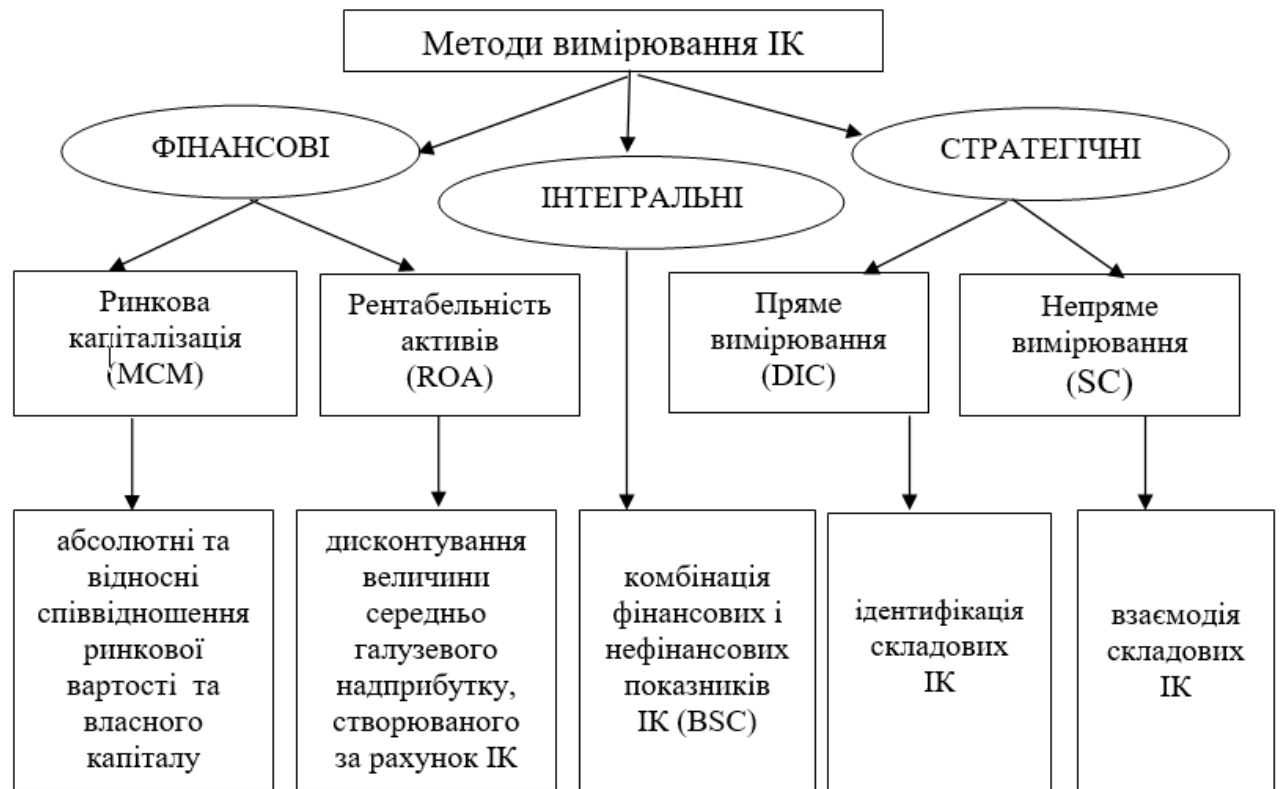 Методи вимірювання ІК
ФІНАНСОВІ
ІНТЕГРАЛЬНІ
СТРАТЕГІЧНІ
Ринкова
капіталізація
(МСМ)
Рентабельність
активів
(ROA)
Пряме
вимірювання
(DIC)
Непряме
вимірювання
(SC)
абсолютні та
відносні
співвідношення
ринкової
вартості та
власного
капіталу
дисконтування
величини
середньо
галузевого
надприбутку,
створюваного
за рахунок ІК
комбінація
фінансових і
нефінансових
показників
ІК (BSC)
ідентифікація
складових
ІК
взаємодія
складових
ІК